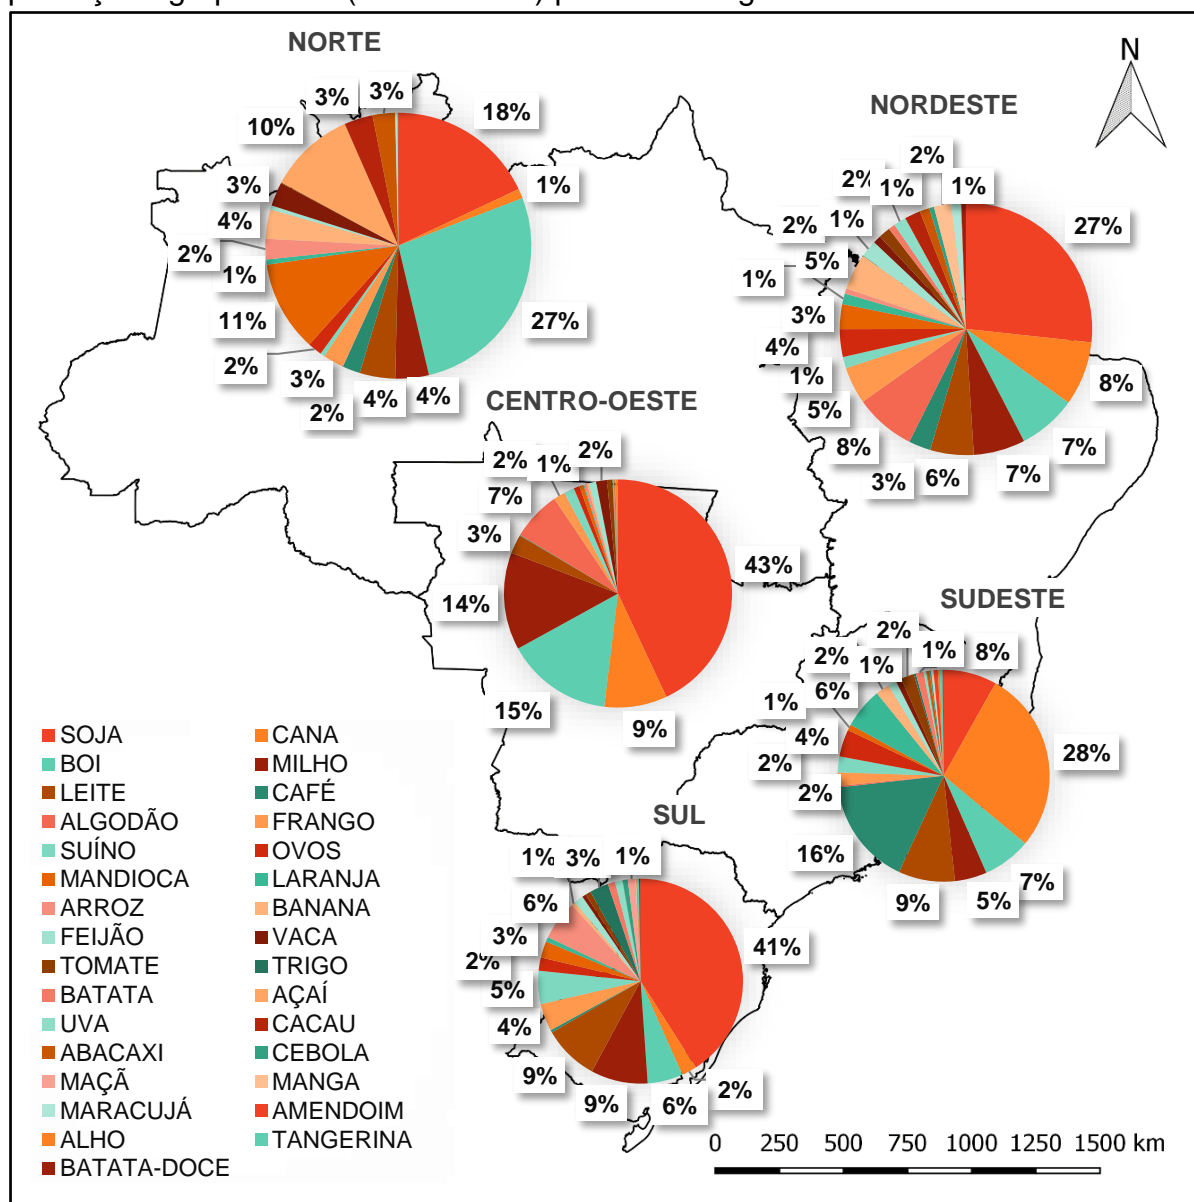 NORTE
3%
3%
18%
10%
1%
3%
4%
2%
1%
11%
27%
2%
3%
2%
4%
4%
N
NORDESTE
2%
2%
1%
1%
1%
2%
27%
5%
1%
3%
4%
1%
8%
5%
7%
8%
7%
3%
6%
CENTRO-OESTE
2%
2%
1%
7%
3%
43%
14%
15%
9%
SUDESTE
2%
1%
8%
2%
1%
6%
1%
4%
28%
2%
2%
16%
7%
5%
9%
SUL
1%
3%
1%
6%
3%
41%
2%
5%
4%
9%
2%
9%
6%
SOJA
CANA
BOI
MILHO
LEITE
CAFÉ
ALGODÃO
FRANGO
SUÍNO
OVOS
MANDIOCA
LARANJA
ARROZ
BANANA
FEIJÃO
VACA
TOMATE
TRIGO
BATATA
AÇAÍ
UVA
CACAU
ABACAXI
CEBOLA
MAÇÃ
MANGA
MARACUJÁ
AMENDOIM
ALHO
TANGERINA
BATATA-DOCE
0 250 500 750 1000 1250 1500 km